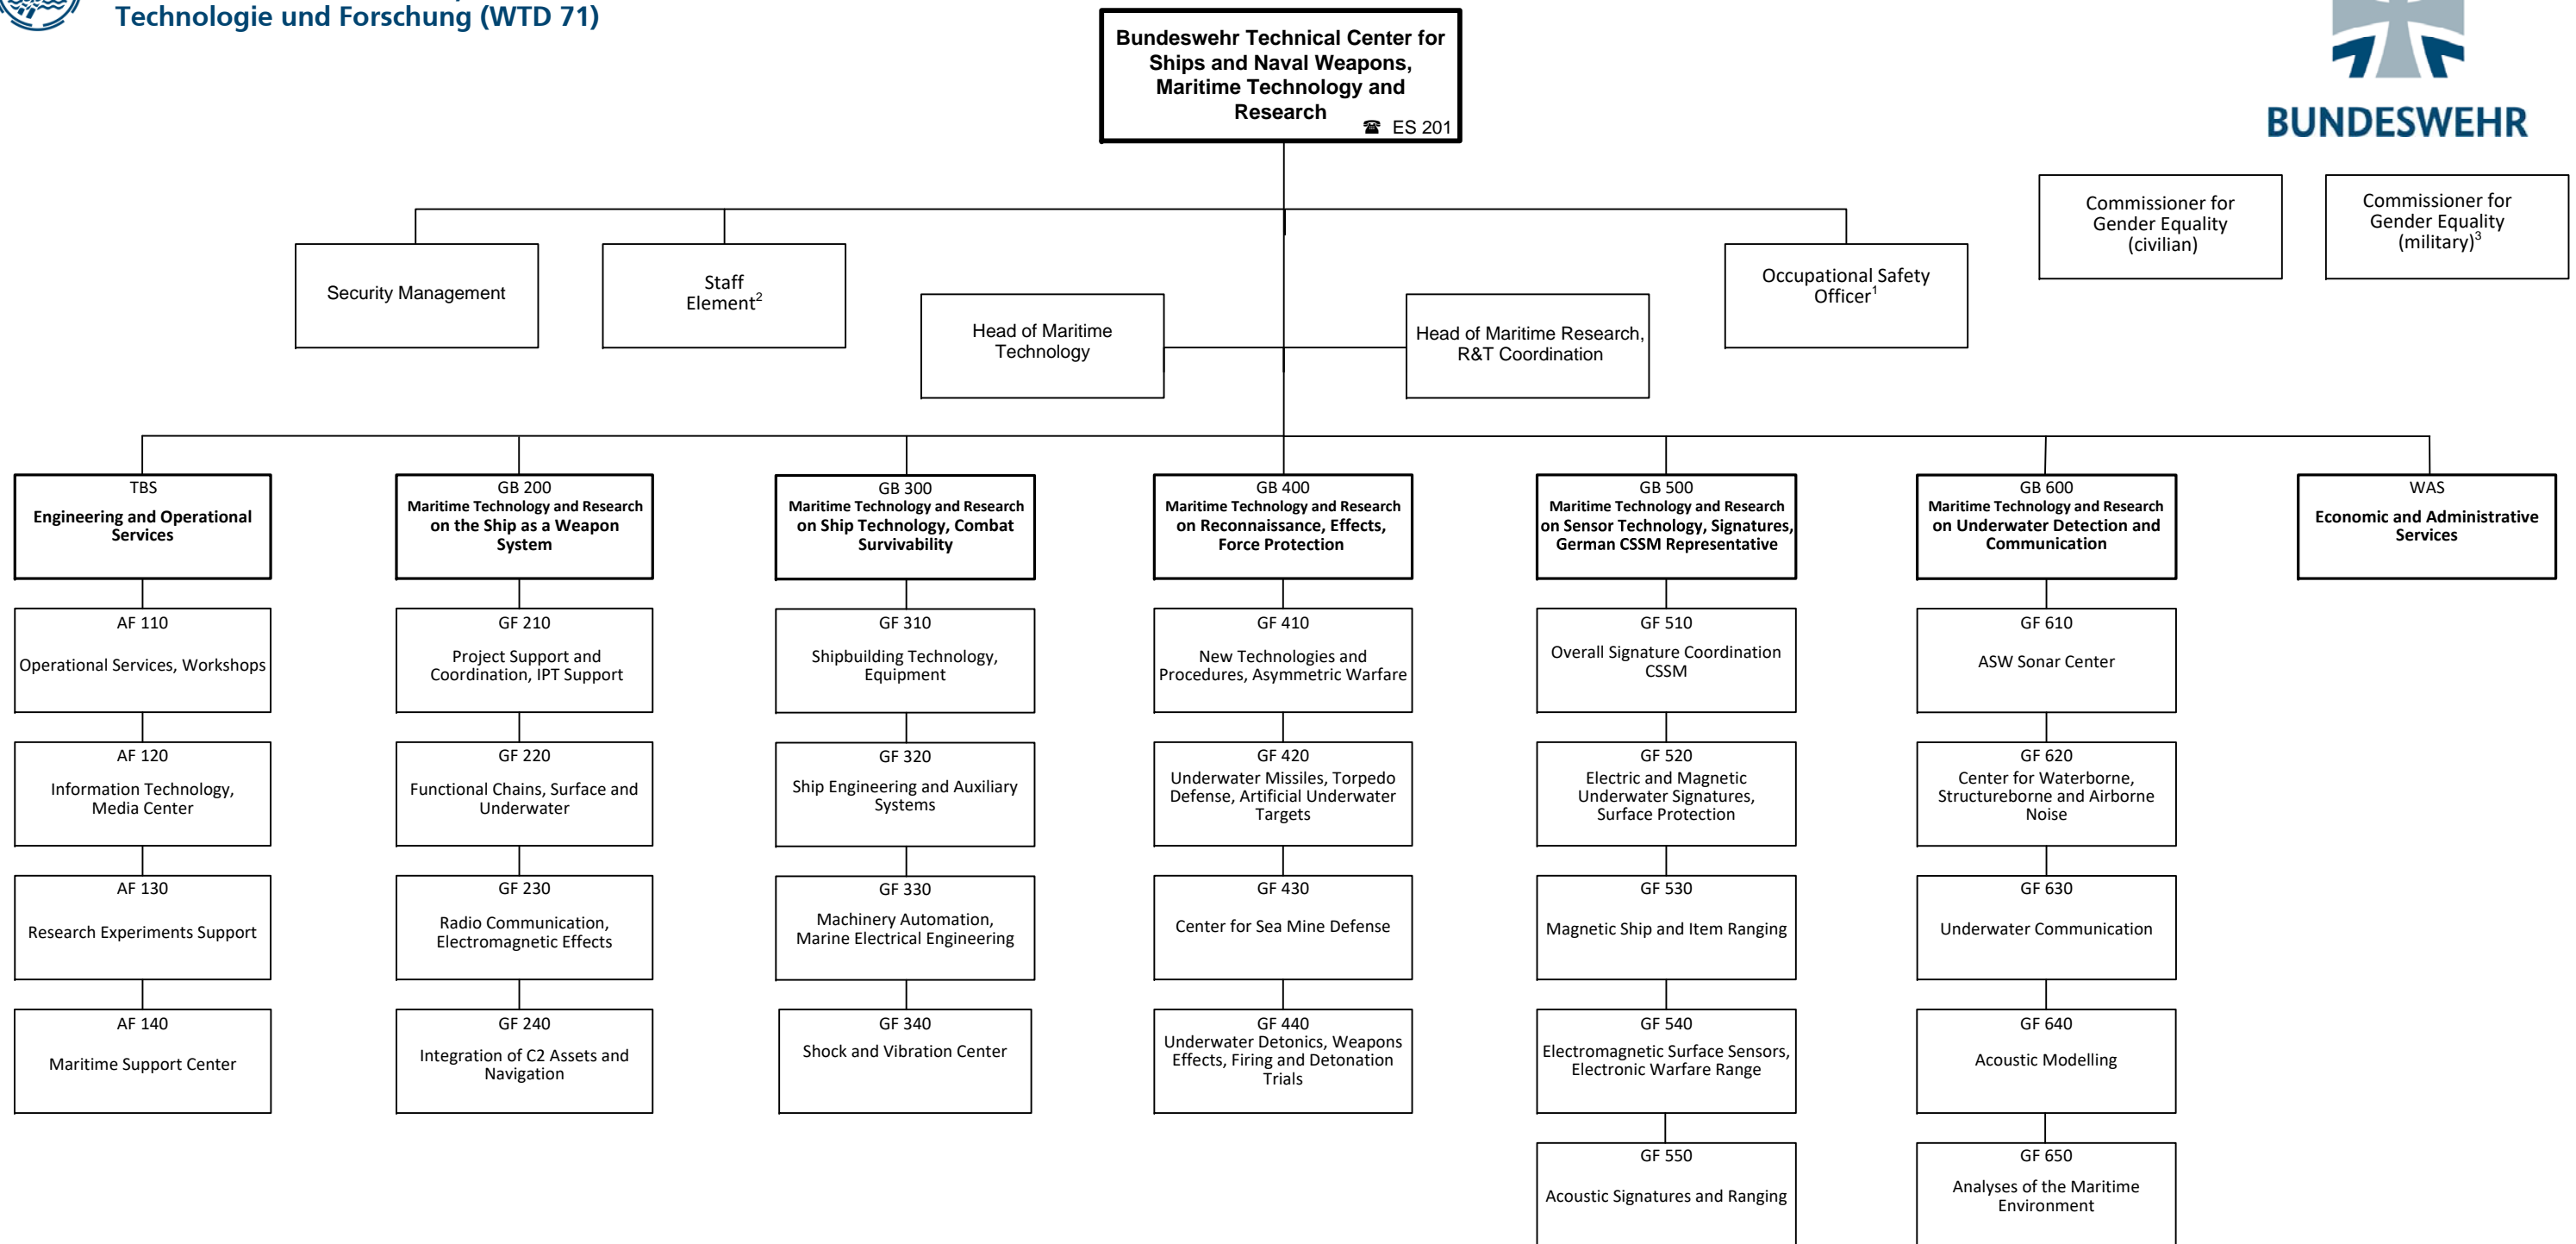 Technologie und Forschung (WTD 71)
Bundeswehr Technical Center for
Ships and Naval Weapons,
Maritime Technology and
Research
☎ ES 201
BUNDESWEHR
Commissioner for
Gender Equality
(civilian)
Commissioner for
Gender Equality
(military)3
Security Management
Staff
Element2
Occupational Safety
Officer1
Head of Maritime
Technology
Head of Maritime Research,
R&T Coordination
TBS
Engineering and Operational
Services
AF 110
Operational Services, Workshops
AF 120
Information Technology,
Media Center
AF 130
Research Experiments Support
AF 140
Maritime Support Center
GB 200
Maritime Technology and Research
on the Ship as a Weapon
System
GF 210
Project Support and
Coordination, IPT Support
GF 220
Functional Chains, Surface and
Underwater
GF 230
Radio Communication,
Electromagnetic Effects
GF 240
Integration of C2 Assets and
Navigation
GB 300
Maritime Technology and Research
on Ship Technology, Combat
Survivability
GF 310
Shipbuilding Technology,
Equipment
GF 320
Ship Engineering and Auxiliary
Systems
GF 330
Machinery Automation,
Marine Electrical Engineering
GF 340
Shock and Vibration Center
GB 400
Maritime Technology and Research
on Reconnaissance, Effects,
Force Protection
GF 410
New Technologies and
Procedures, Asymmetric Warfare
GF 420
Underwater Missiles, Torpedo
Defense, Artificial Underwater
Targets
GF 430
Center for Sea Mine Defense
GF 440
Underwater Detonics, Weapons
Effects, Firing and Detonation
Trials
GB 500
Maritime Technology and Research
on Sensor Technology, Signatures,
German CSSM Representative
GF 510
Overall Signature Coordination
CSSM
GF 520
Electric and Magnetic
Underwater Signatures,
Surface Protection
GF 530
Magnetic Ship and Item Ranging
GF 540
Electromagnetic Surface Sensors,
Electronic Warfare Range
GF 550
Acoustic Signatures and Ranging
GB 600
Maritime Technology and Research
on Underwater Detection and
Communication
GF 610
ASW Sonar Center
GF 620
Center for Waterborne,
Structureborne and Airborne
Noise
GF 630
Underwater Communication
GF 640
Acoustic Modelling
GF 650
Analyses of the Maritime
Environment
WAS
Economic and Administrative
Services